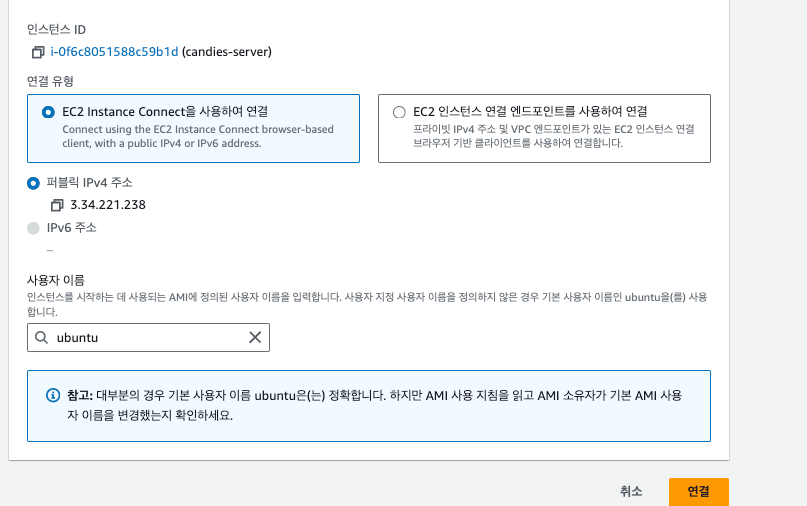 인스턴스 ID
i-0f6c8051588c59b1d (candies-server)
연결 유형
EC2 Instance Connect을 사용하여 연결
Connect using the EC2 Instance Connect browser-based
client, with a public IPv4 or IPv6 address.
EC2 인스턴스 연결 엔드포인트를 사용하여 연결
프라이빗 IPv4 주소 및 VPC 엔드포인트가 있는 EC2 인스턴스 연결
브라우저 기반 클라이언트를 사용하여 연결합니다.
퍼블릭 IPv4 주소
3.34.221.238
IPv6 주소
–
사용자 이름
인스턴스를 시작하는 데 사용되는 AMI에 정의된 사용자 이름을 입력합니다. 사용자 지정 사용자 이름을 정의하지 않은 경우 기본 사용자 이름인 ubuntu을(를) 사용
합니다.
ubuntu
참고: 대부분의 경우 기본 사용자 이름 ubuntu은(는) 정확합니다. 하지만 AMI 사용 지침을 읽고 AMI 소유자가 기본 AMI 사용
자 이름을 변경했는지 확인하세요.
취소
연결